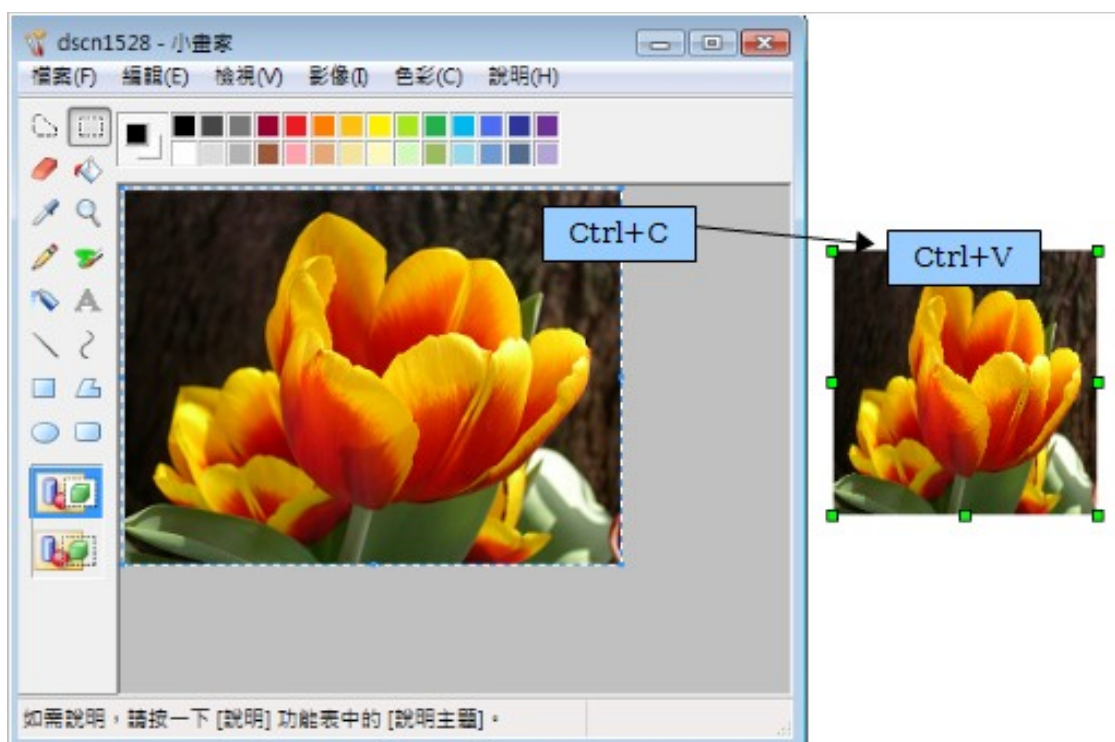 dscn1528 - 小畫家
檔案(F) 編輯(E) 檢視(V) 影像(I) 色彩(C) 說明(H)
Ctrl+C
Ctrl+V
A
如需說明，請按一下 [說明] 功能表中的 [說明主題]。